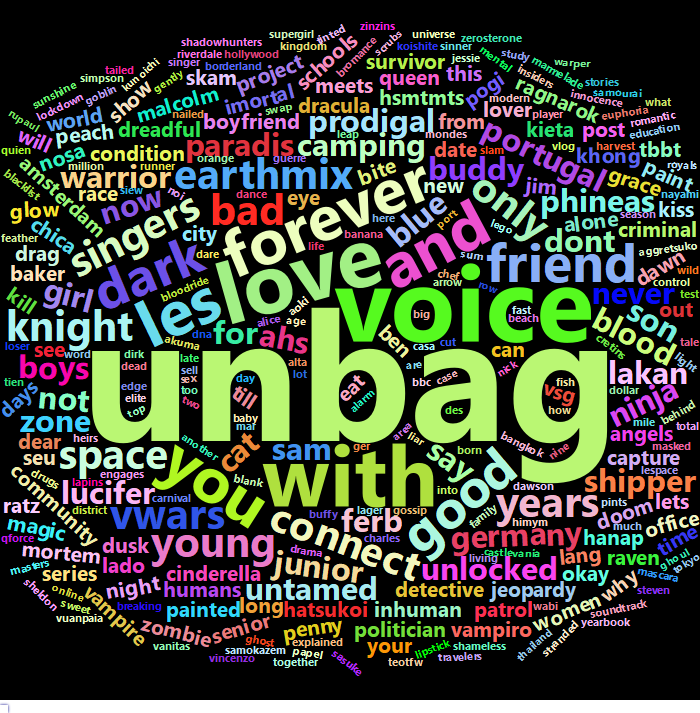 zinzins
supergirl tinted universe
shadowhunters kingdom scrubs koishite zerosterone
riverdale hollywood bromance sinner study
singer borderland schools jessie mental warper
tailed kunoichi project survivor this insiders marmelade
simpson gently skam meets queen pogi modern stories
sunshine goblin show imortal hsmtmts ragnarok samourai
lockdown malcolm nailed swap dracula lover player innocence what
rupaul world boyfriend leap prodigal from kieta post euphoria romantic
will peach dreadful orange camping date slam vlog harvest education
quien nosa condition paradis guerre mondes portugal khong tbbt royals
blacklist million runner earthmix bite new jim grace paint nayami
amsterdam warrior dance buddy phineas
glow race now noi siew eye here blue only season kiss
feather chica singers bad forever port lego alone criminal
drag city dare life banana sum dont aggretsuko wild
baker girl dark bloodride love and chef friend dawn control
kill les dna alice arrow row never out test
knight akuma for age aoki voice big fast beach son tale
loser see word dirk late ahs alta ben casa cut blood cretins light
tien boys dead sell day lot are can nick fish lakan dollar
days edge sex too till eat bbc case vsg how ninja
not elite two baby alarm unbag des mile behind
zone top mai area liar bangkok nine angels total
dear heirs another cat sam ger say born masked
seu engages blank with dawson capture lespace
drugs lapins space you buffy lager gossip into good years shipper
ratz community lucifer carnival charles family himym pints doom lets
qforce district vwars ferb connect germany much office
magic dusk young drama living castlevania hanap time
masters mortem lado junior unlocked lang raven ghoul tokyo
sheldon series night cinderella humans untamed detective okay why mascara
online breaking jeopardy steven
sweet vampire painted long hatsukoi inhuman patrol wabi women soundtrack
vuanpaia zombie senior penny politician vampiro stranded yearbook
vanitas ghost explained papel your lipstick shameless thailand
vincenzo samokazem together sasuke teotfw travelers